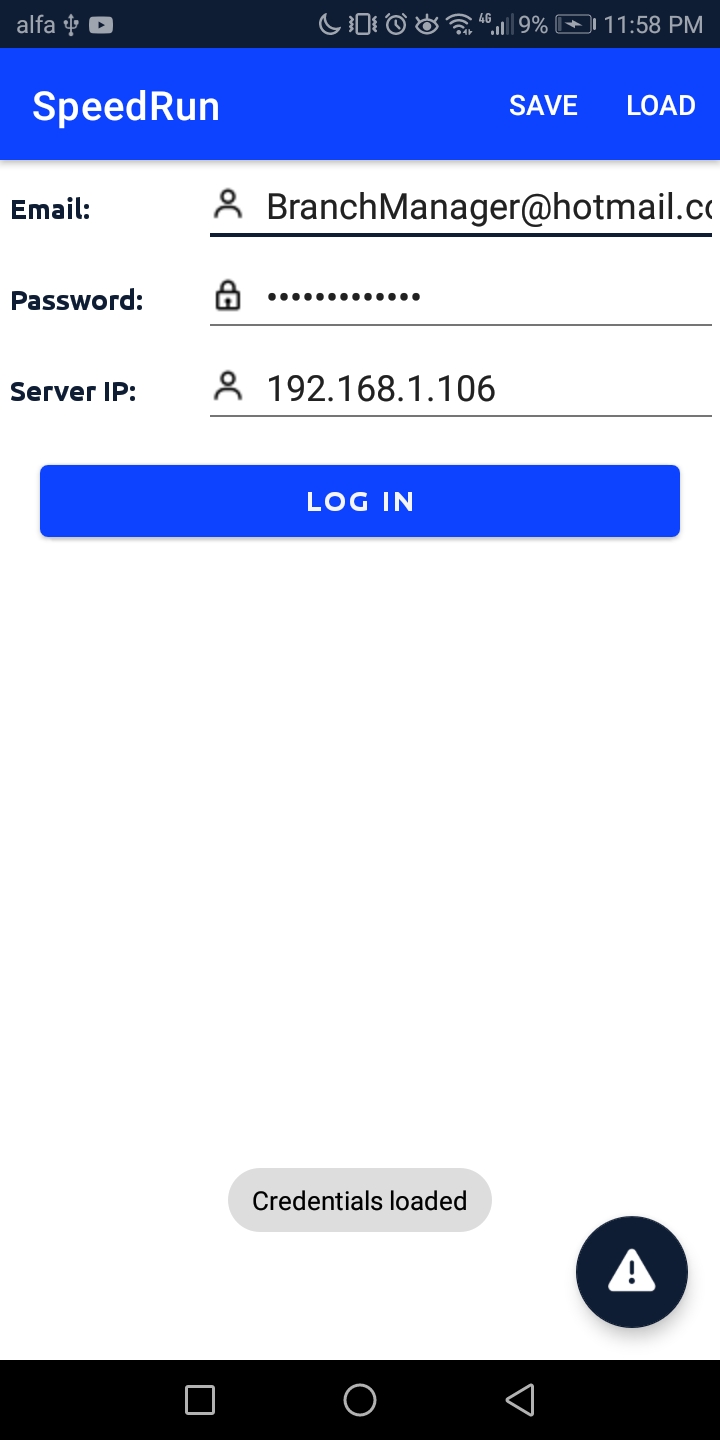 alfa 4G 9% 11:58 PM
SpeedRun SAVE LOAD
Email: BranchManager@hotmail.co
Password: •••••••••••••
Server IP: 192.168.1.106
LOG IN
Credentials loaded